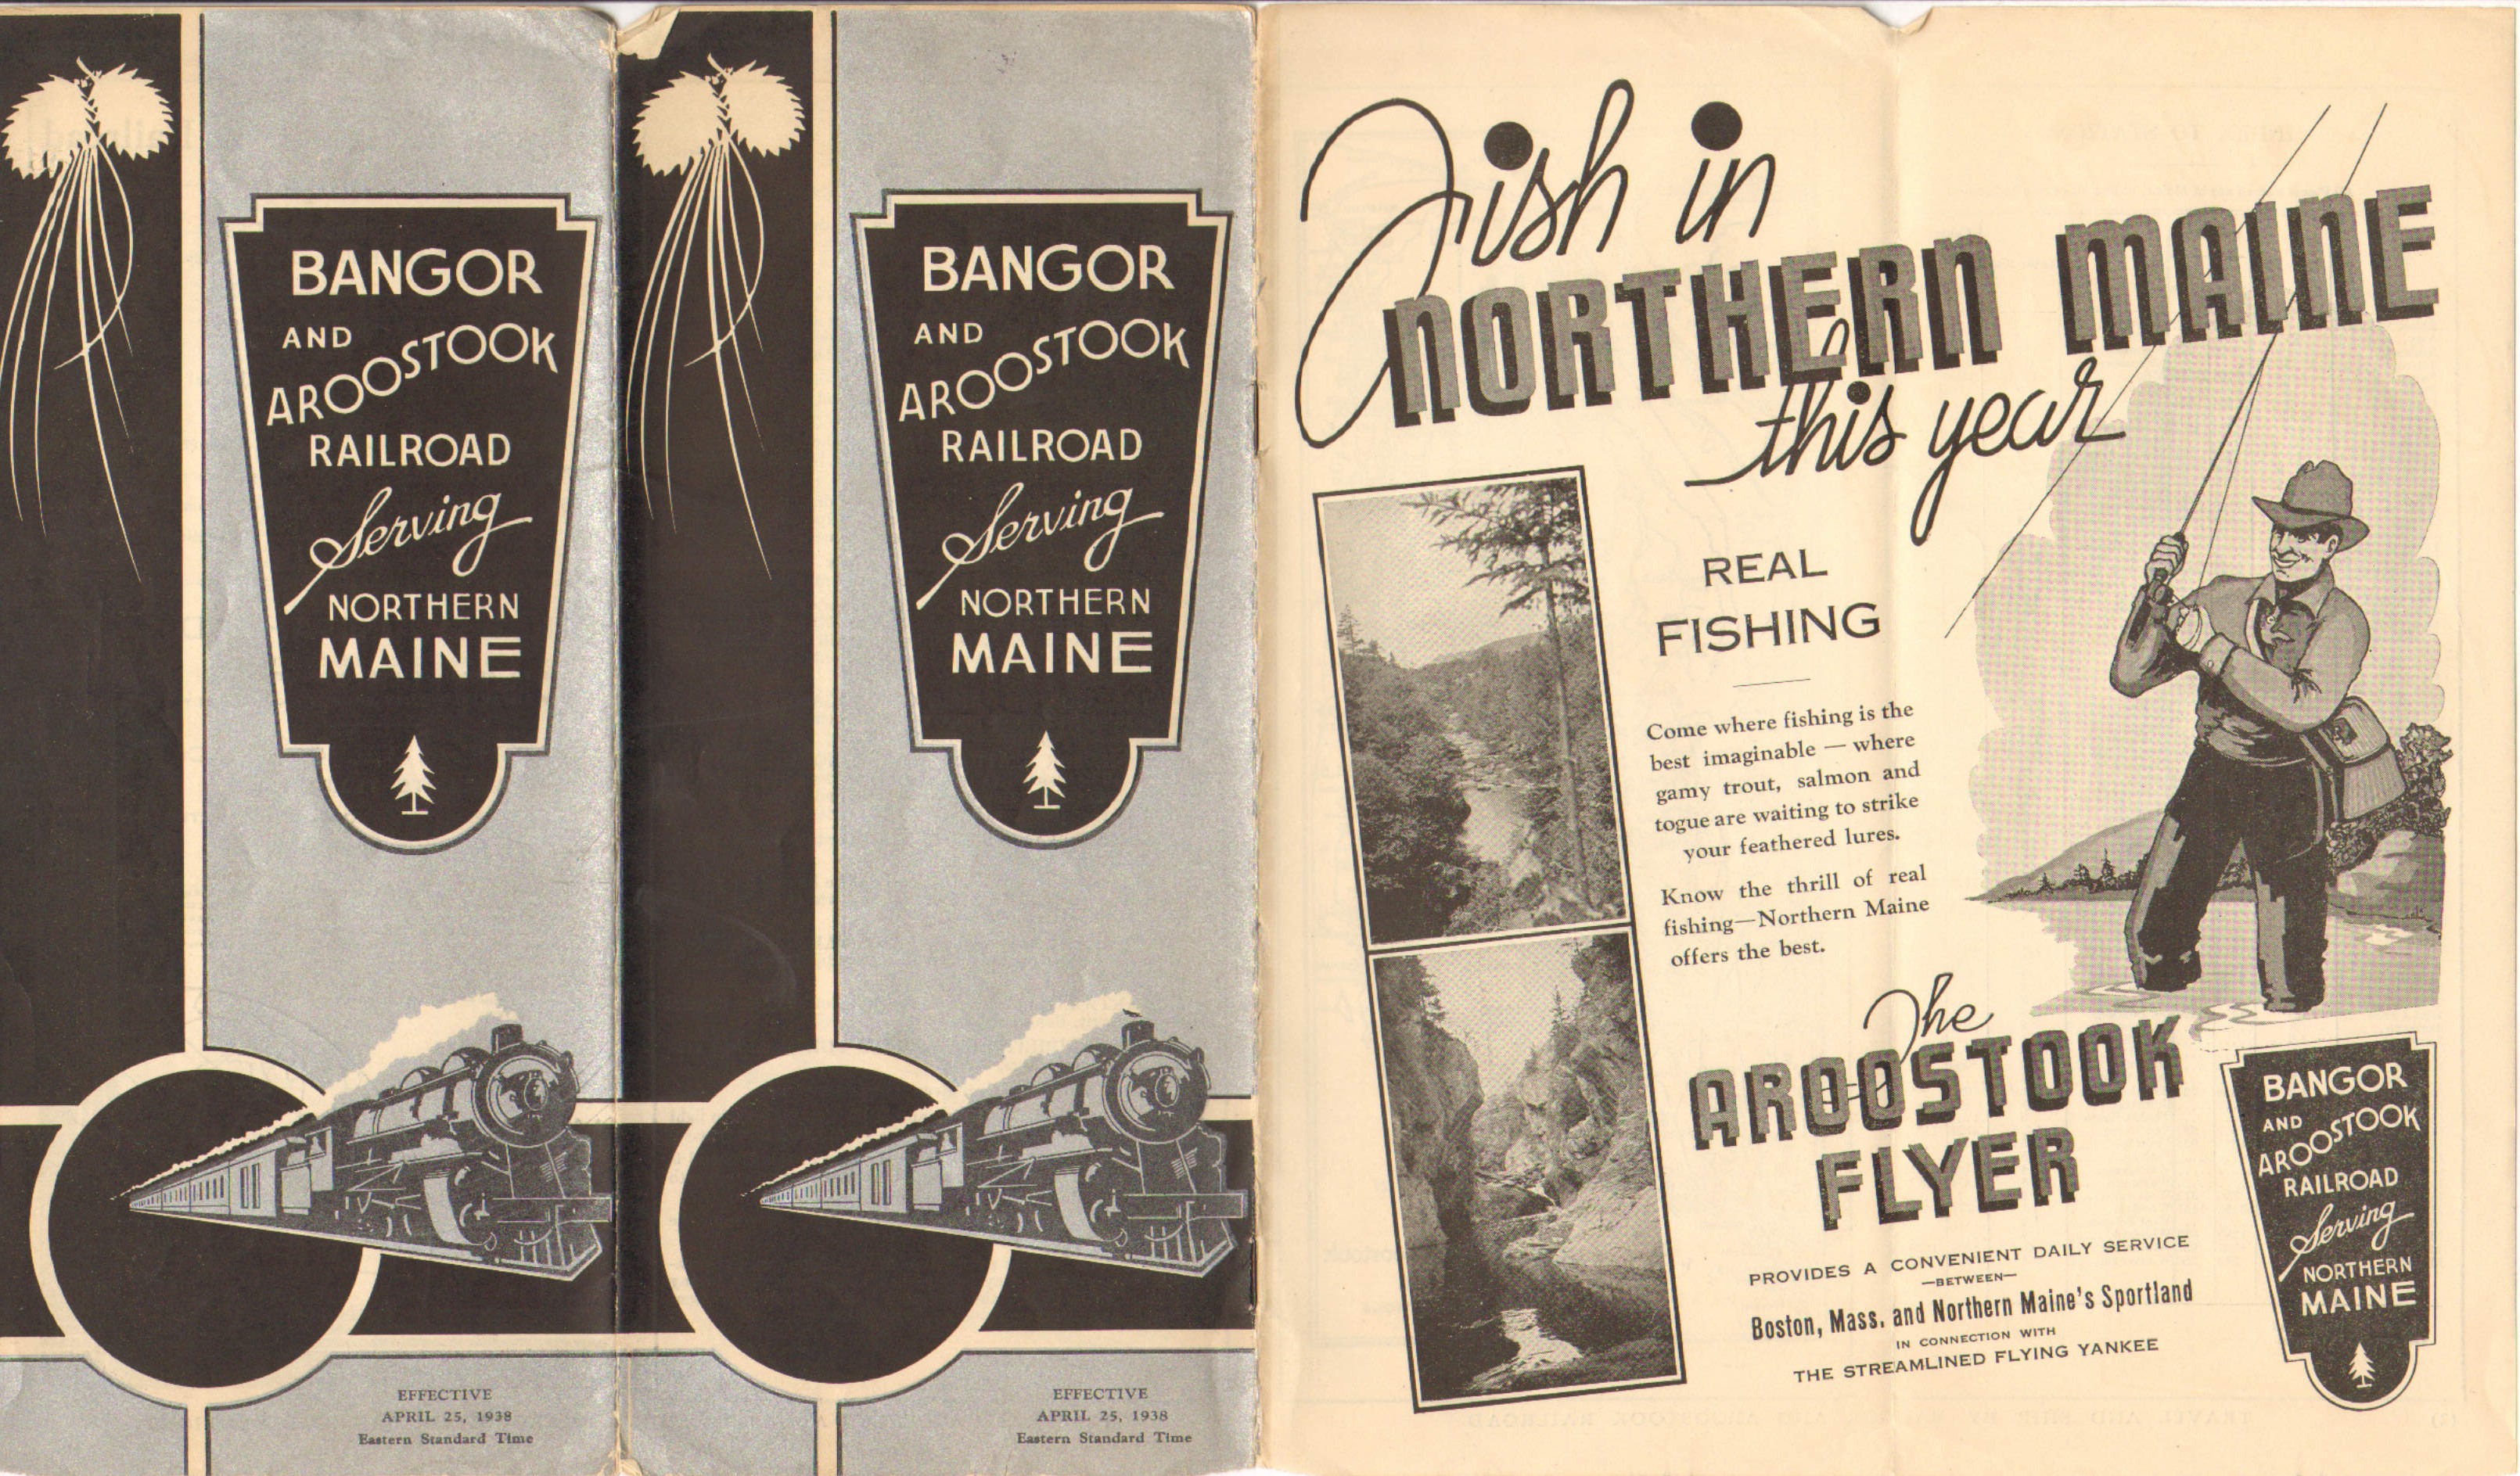 BANGOR
AND
AROOSTOOK
RAILROAD
Serving
NORTHERN
MAINE
EFFECTIVE
APRIL 25, 1938
Eastern Standard Time
BANGOR
AND
AROOSTOOK
RAILROAD
Serving
NORTHERN
MAINE
EFFECTIVE
APRIL 25, 1938
Eastern Standard Time
Fish in
NORTHERN MAINE
this year
REAL
FISHING
Come where fishing is the
best imaginable — where
gamy trout, salmon and
togue are waiting to strike
your feathered lures.
Know the thrill of real
fishing—Northern Maine
offers the best.
The
AROOSTOOK
FLYER
PROVIDES A CONVENIENT DAILY SERVICE
—BETWEEN—
Boston, Mass. and Northern Maine's Sportland
IN CONNECTION WITH
THE STREAMLINED FLYING YANKEE
BANGOR
AND
AROOSTOOK
RAILROAD
Serving
NORTHERN
MAINE